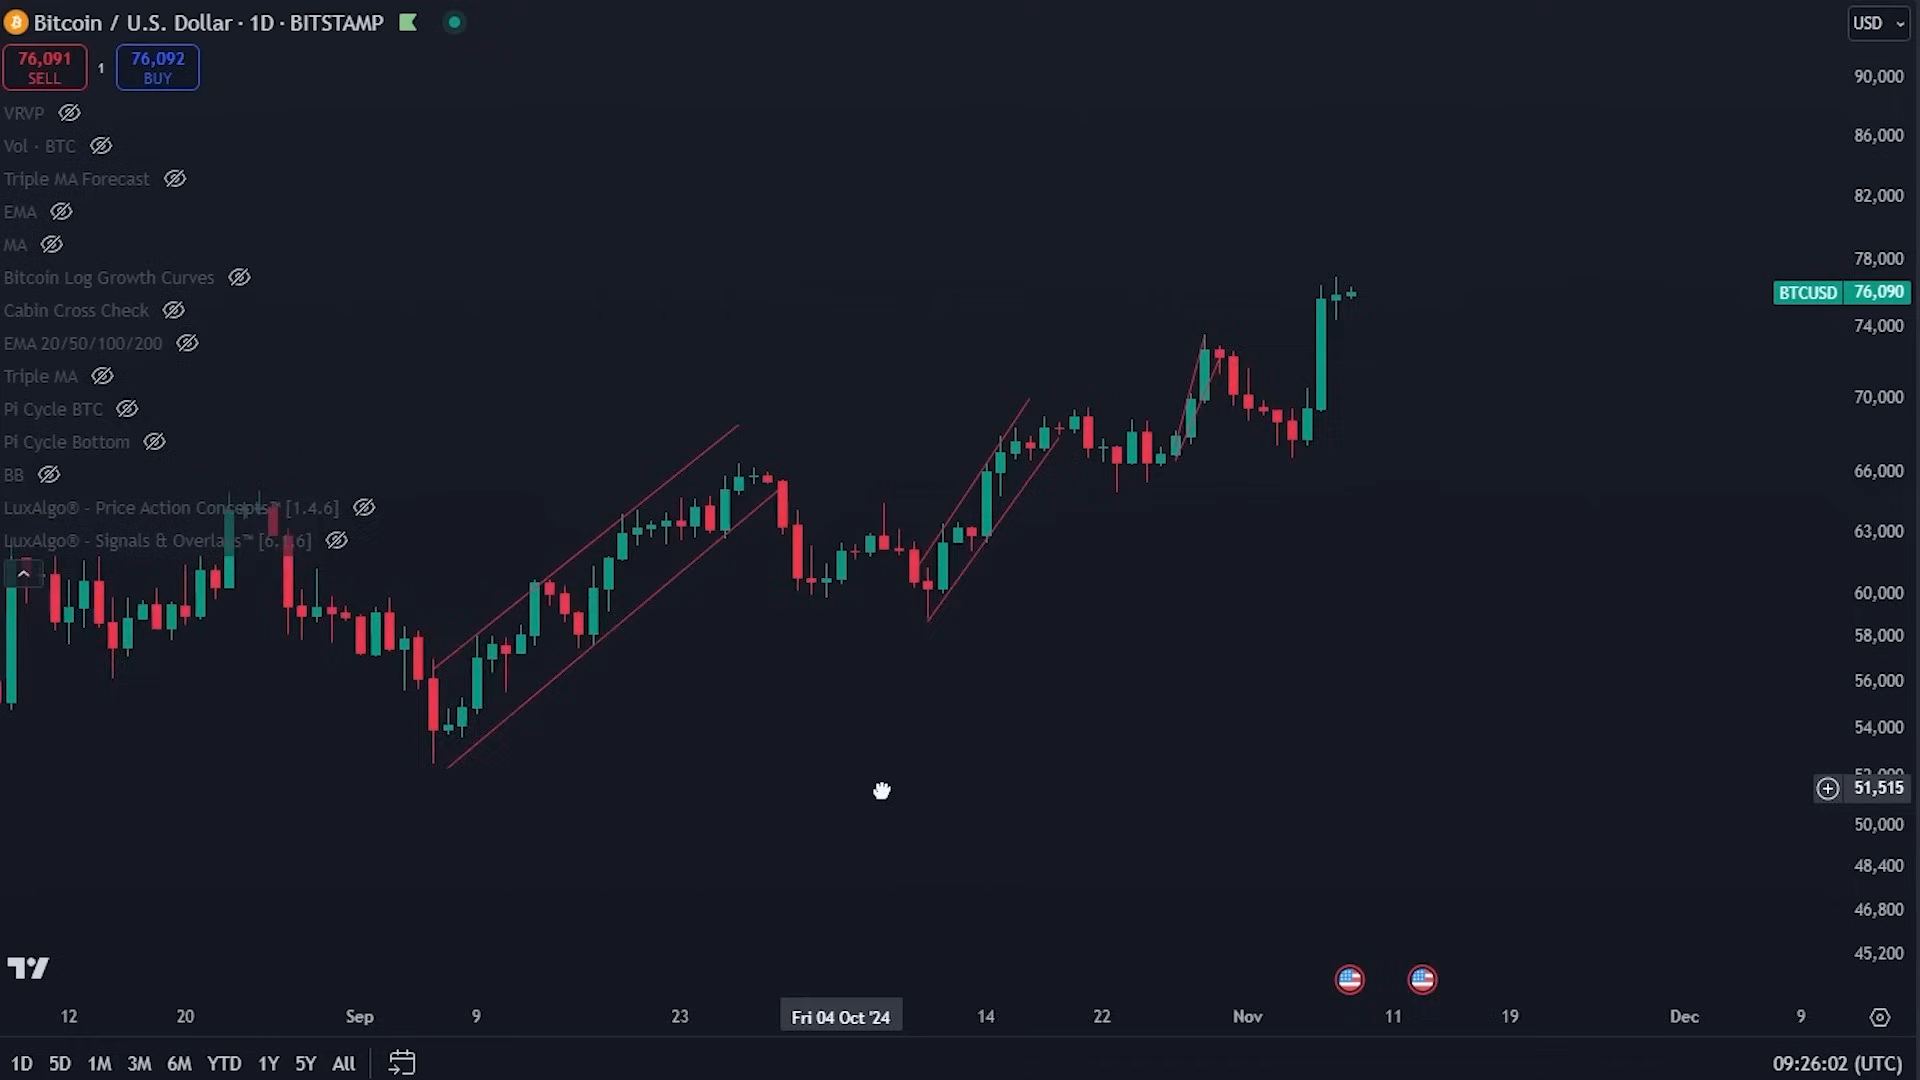 Bitcoin / U.S. Dollar · 1D · BITSTAMP
USD
76,091
SELL
1
76,092
BUY
VRVP
Vol · BTC
Triple MA Forecast
EMA
MA
Bitcoin Log Growth Curves
Cabin Cross Check
EMA 20/50/100/200
Triple MA
Pi Cycle BTC
Pi Cycle Bottom
BB
LuxAlgo® - Price Action Concepts™ [1.4.6]
LuxAlgo® - Signals & Overlays™ [6.1.6]
90,000
86,000
82,000
78,000
BTCUSD 76,090
74,000
70,000
66,000
63,000
60,000
58,000
56,000
54,000
52,000
51,515
50,000
48,400
46,800
45,200
12 20 Sep 9 23 Fri 04 Oct '24 14 22 Nov 11 19 Dec 9
1D 5D 1M 3M 6M YTD 1Y 5Y All
09:26:02 (UTC)